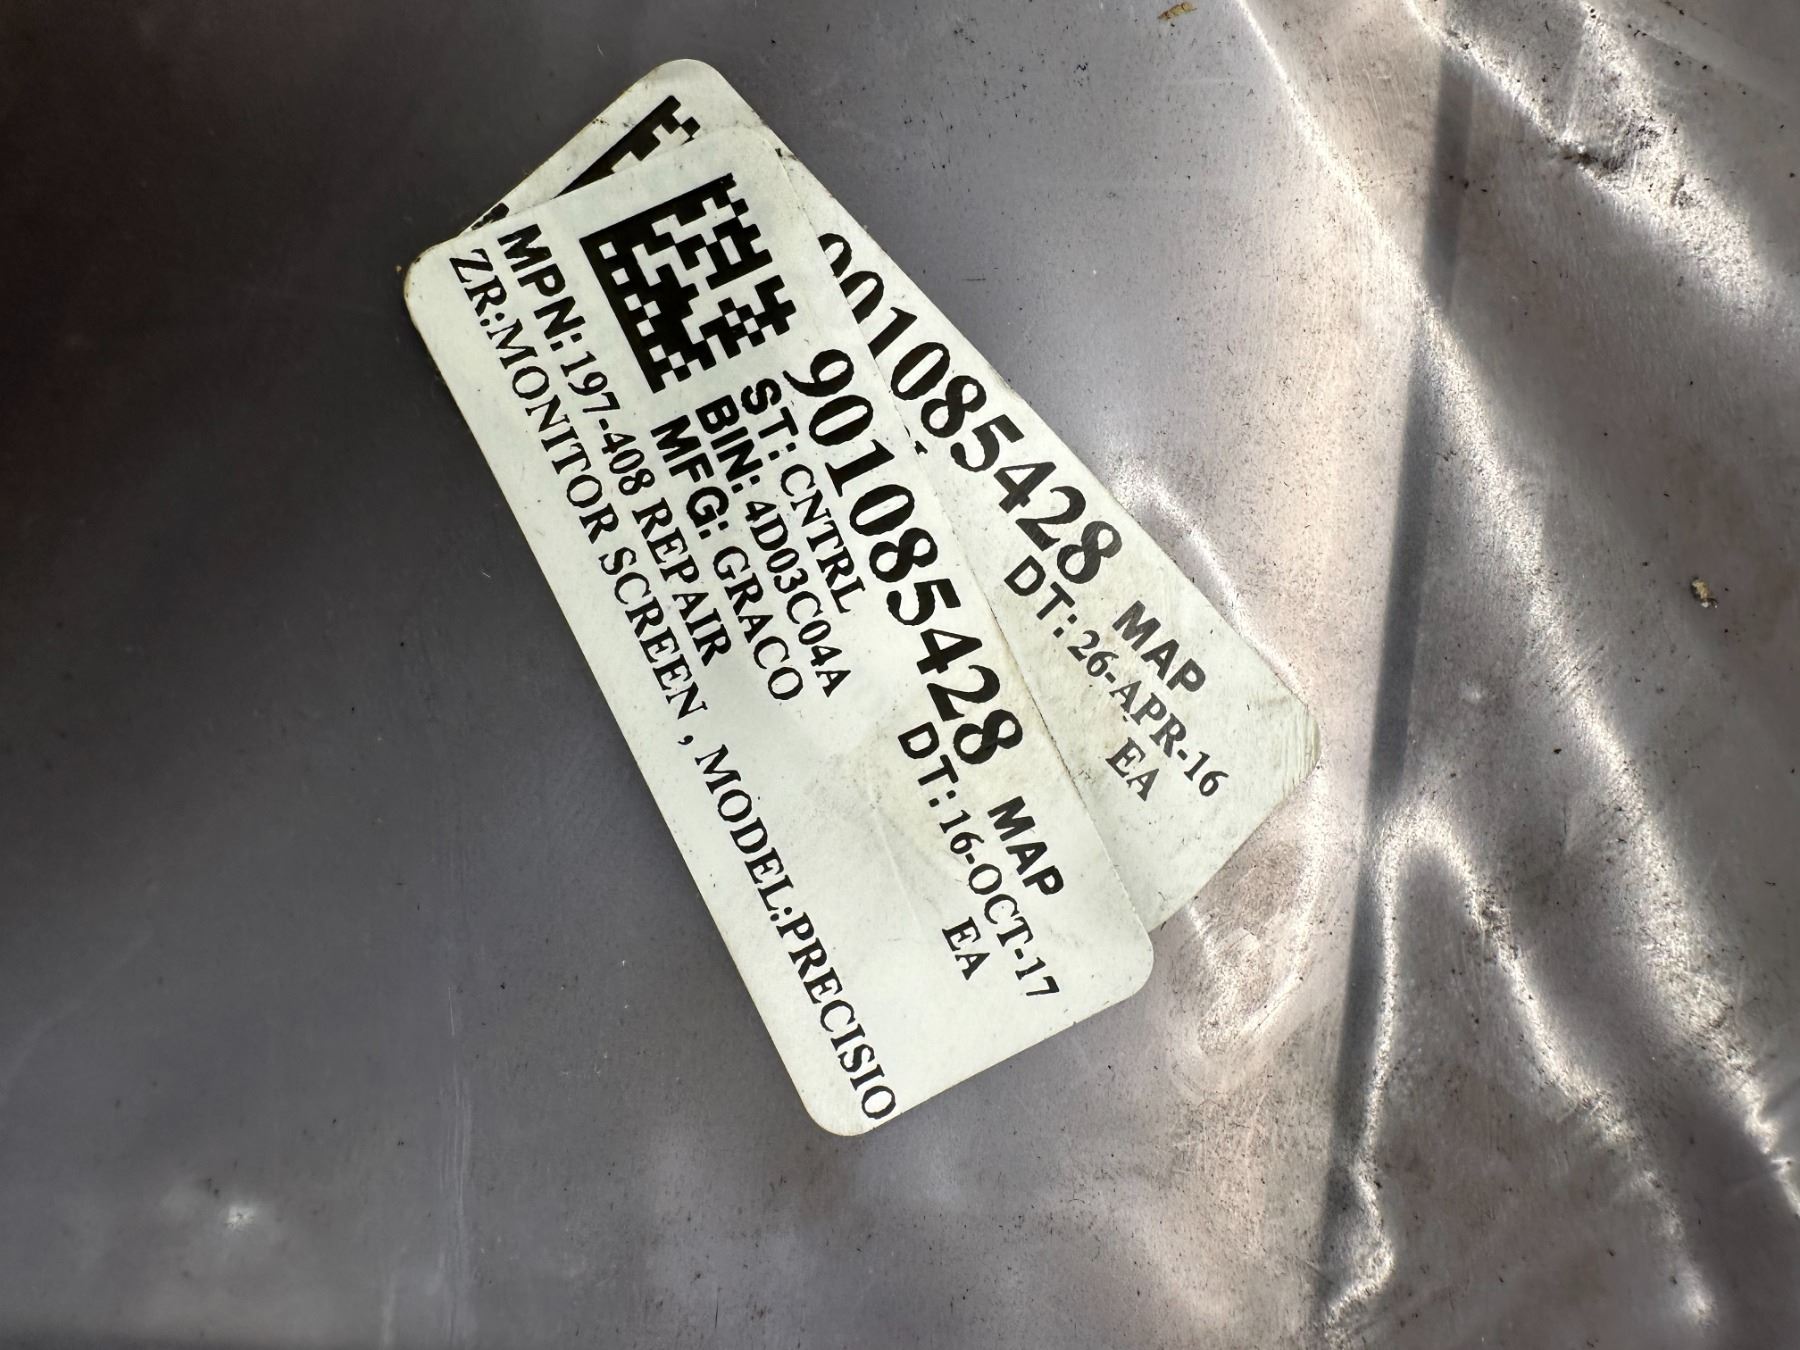 901085428 MAP
ST: CNTRL DT: 16-OCT-17
BIN: 4D03C04A EA
MFG: GRACO
MPN: 197-408 REPAIR
ZR:MONITOR SCREEN , MODEL:PRECISIO
901085428 MAP
DT: 26-APR-16
EA